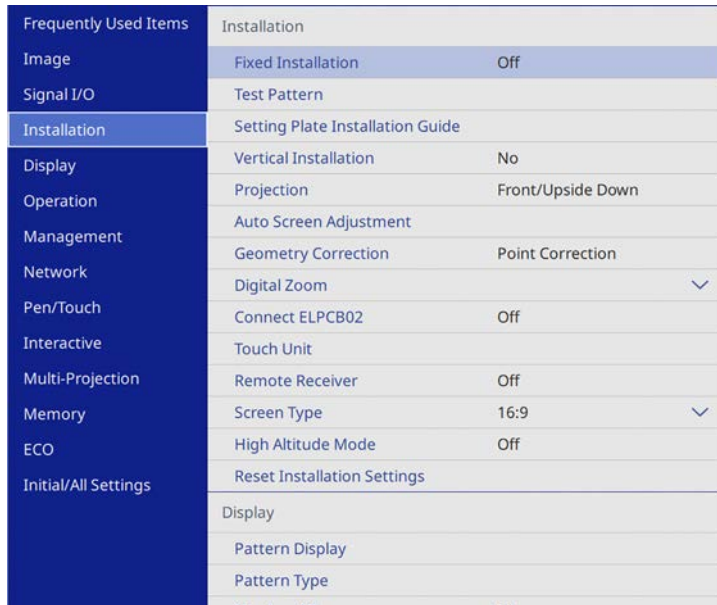 Frequently Used Items
Image
Signal I/O
Installation
Display
Operation
Management
Network
Pen/Touch
Interactive
Multi-Projection
Memory
ECO
Initial/All Settings
Installation
Fixed Installation Off
Test Pattern
Setting Plate Installation Guide
Vertical Installation No
Projection Front/Upside Down
Auto Screen Adjustment
Geometry Correction Point Correction
Digital Zoom
Connect ELPCB02 Off
Touch Unit
Remote Receiver Off
Screen Type 16:9
High Altitude Mode Off
Reset Installation Settings
Display
Pattern Display
Pattern Type